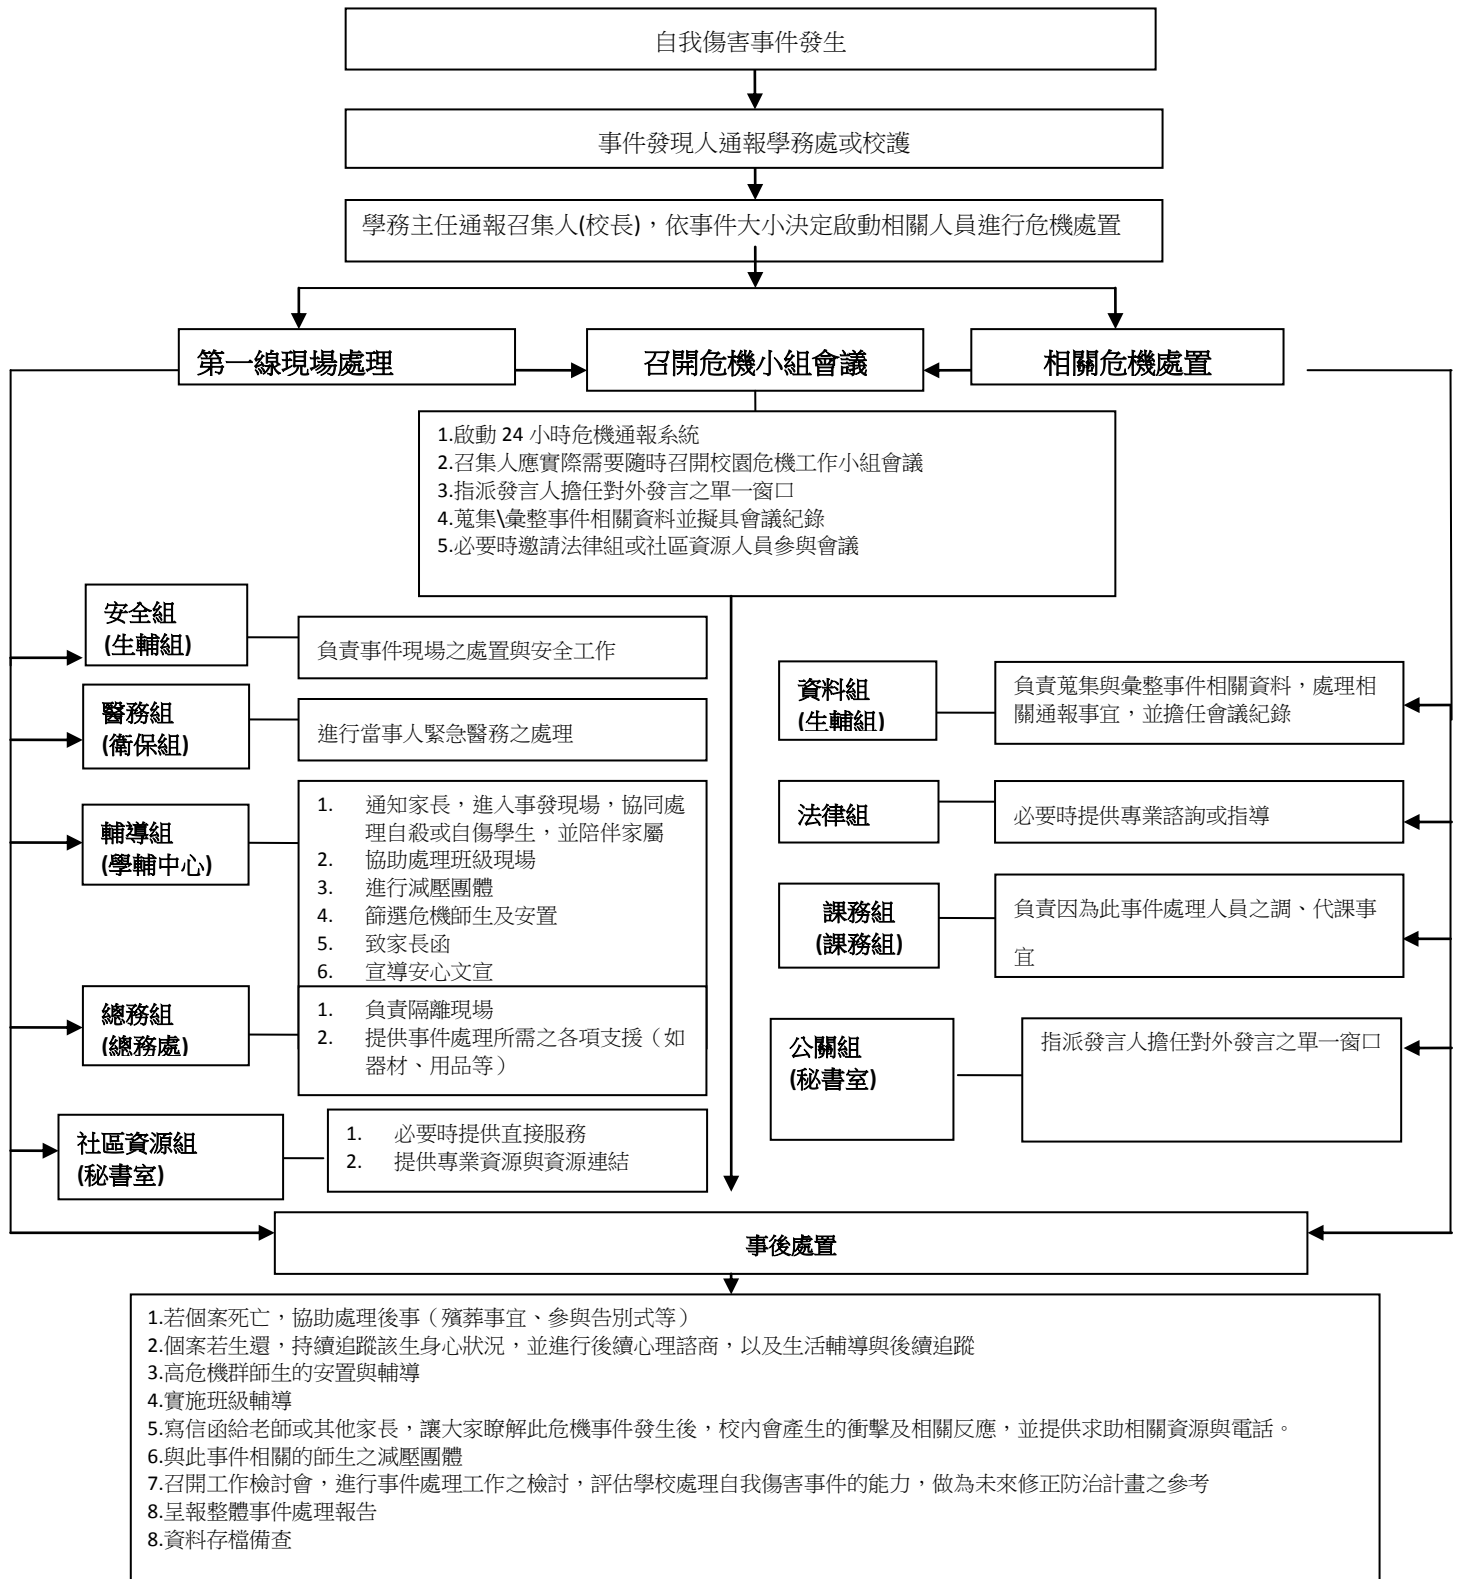 自我傷害事件發生
事件發現人通報學務處或校護
學務主任通報召集人(校長)，依事件大小決定啟動相關人員進行危機處置
第一線現場處理
召開危機小組會議
相關危機處置
1.啟動 24 小時危機通報系統
2.召集人應實際需要隨時召開校園危機工作小組會議
3.指派發言人擔任對外發言之單一窗口
4.蒐集\彙整事件相關資料並擬具會議紀錄
5.必要時邀請法律組或社區資源人員參與會議
安全組
(生輔組)
負責事件現場之處置與安全工作
醫務組
(衛保組)
進行當事人緊急醫務之處理
輔導組
(學輔中心)
1. 通知家長，進入事發現場，協同處
理自殺或自傷學生，並陪伴家屬
2. 協助處理班級現場
3. 進行減壓團體
4. 篩選危機師生及安置
5. 致家長函
6. 宣導安心文宣
總務組
(總務處)
1. 負責隔離現場
2. 提供事件處理所需之各項支援（如
器材、用品等）
社區資源組
(秘書室)
1. 必要時提供直接服務
2. 提供專業資源與資源連結
資料組
(生輔組)
負責蒐集與彙整事件相關資料，處理相
關通報事宜，並擔任會議紀錄
法律組
必要時提供專業諮詢或指導
課務組
(課務組)
負責因為此事件處理人員之調、代課事
宜
公關組
(秘書室)
指派發言人擔任對外發言之單一窗口
事後處置
1.若個案死亡，協助處理後事（殯葬事宜、參與告別式等）
2.個案若生還，持續追蹤該生身心狀況，並進行後續心理諮商，以及生活輔導與後續追蹤
3.高危機群師生的安置與輔導
4.實施班級輔導
5.寫信函給老師或其他家長，讓大家瞭解此危機事件發生後，校內會產生的衝擊及相關反應，並提供求助相關資源與電話。
6.與此事件相關的師生之減壓團體
7.召開工作檢討會，進行事件處理工作之檢討，評估學校處理自我傷害事件的能力，做為未來修正防治計畫之參考
8.呈報整體事件處理報告
8.資料存檔備查